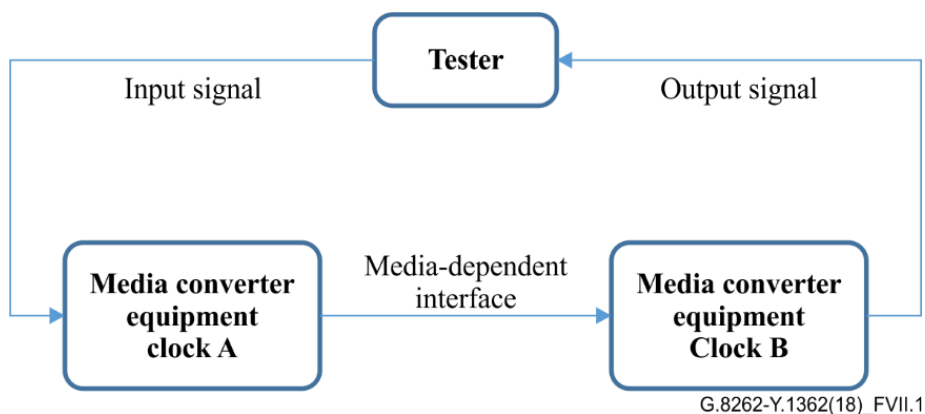 Tester
Input signal
Output signal
Media converter
equipment
clock A
Media-dependent
interface
Media converter
equipment
Clock B
G.8262-Y.1362(18)_FVII.1